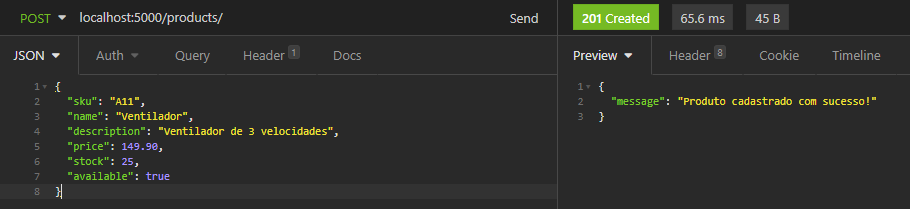 POST localhost:5000/products/ Send 201 Created 65.6 ms 45 B
JSON Auth Query Header 1 Docs
1 {
2 "sku": "A11",
3 "name": "Ventilador",
4 "description": "Ventilador de 3 velocidades",
5 "price": 149.90,
6 "stock": 25,
7 "available": true
8 }
Preview Header 8 Cookie Timeline
1 {
2 "message": "Produto cadastrado com sucesso!"
3 }